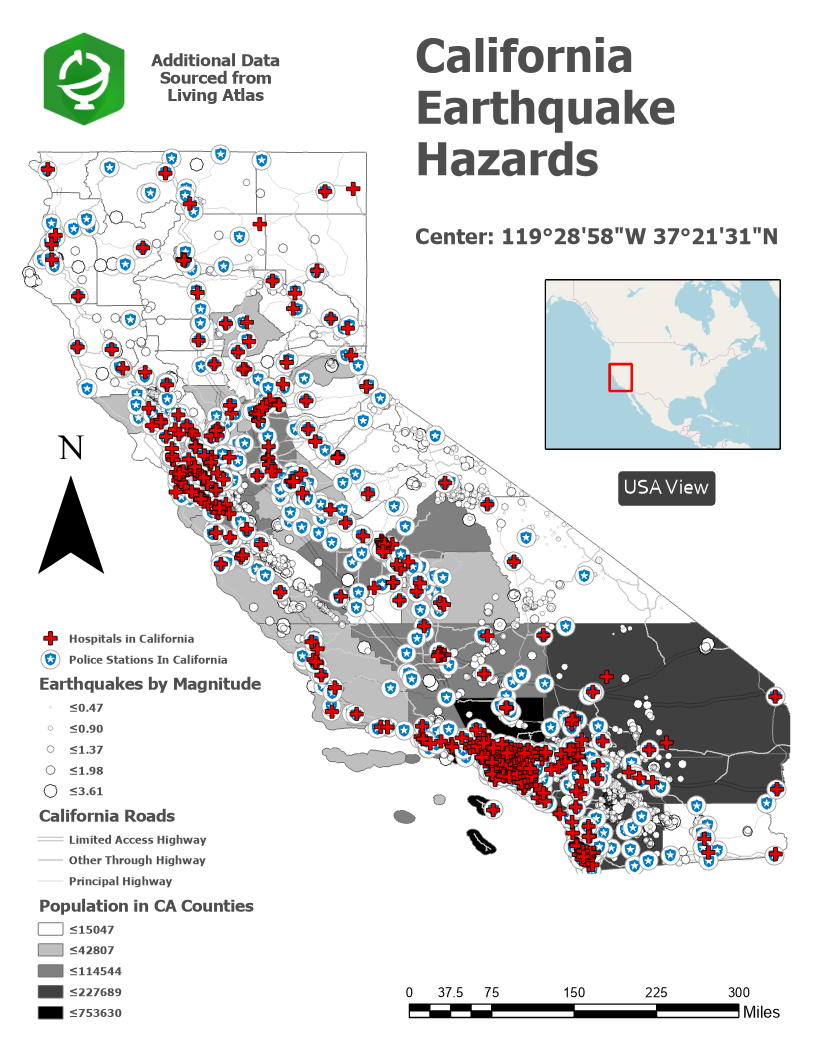 Additional Data
Sourced from
Living Atlas
California
Earthquake
Hazards
Center: 119°28'58"W 37°21'31"N
USA View
N
Hospitals in California
Police Stations In California
Earthquakes by Magnitude
≤0.47
≤0.90
≤1.37
≤1.98
≤3.61
California Roads
Limited Access Highway
Other Through Highway
Principal Highway
Population in CA Counties
≤15047
≤42807
≤114544
≤227689
≤753630
0 37.5 75 150 225 300
Miles